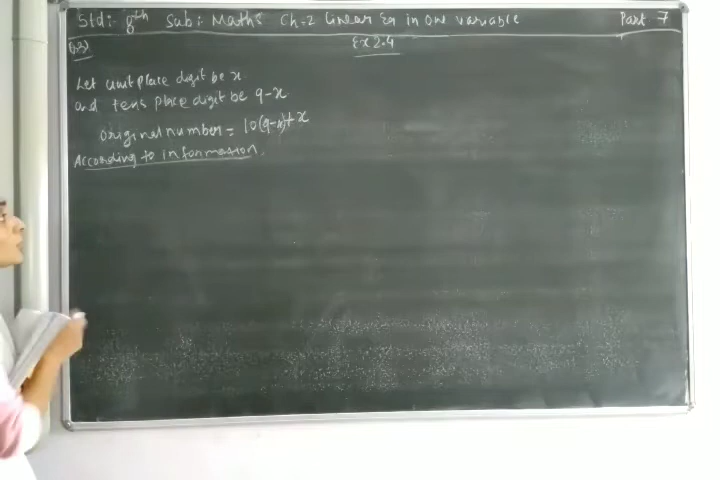 Std: 8th Sub: Maths Ch=2 Linear Eq in One variable Part 7
Q.3) Ex 2.4
Let unit place digit be x.
and tens place digit be 9-x.
Original number = 10(9-x)+x
According to information,